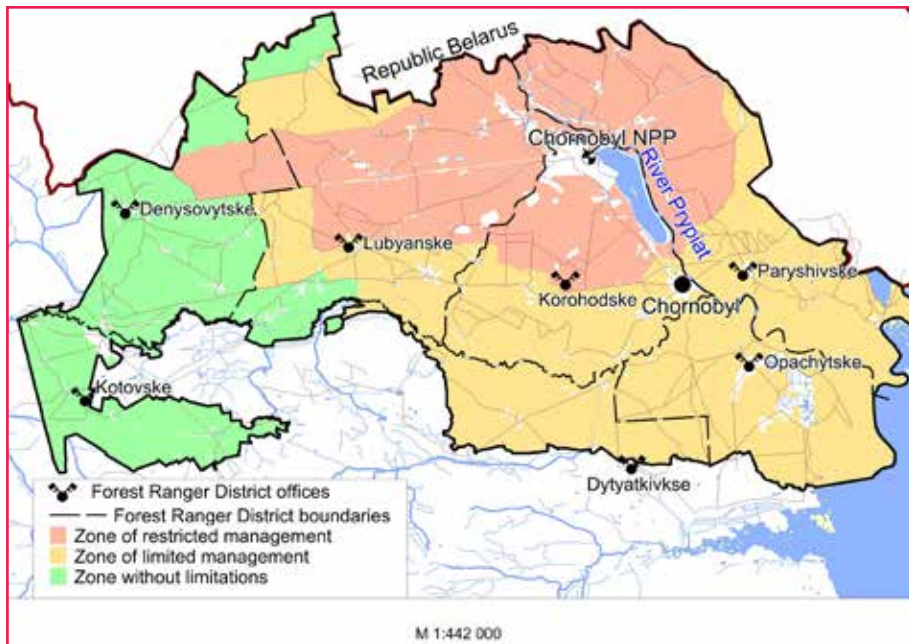 Republic Belarus
Chornobyl NPP
River Prypiat
Denysovytske
Lubyanske
Paryshivske
Korohodske
Chornobyl
Opachytske
Kotovske
Dytyatkivkse
Forest Ranger District offices
Forest Ranger District boundaries
Zone of restricted management
Zone of limited management
Zone without limitations
M 1:442 000